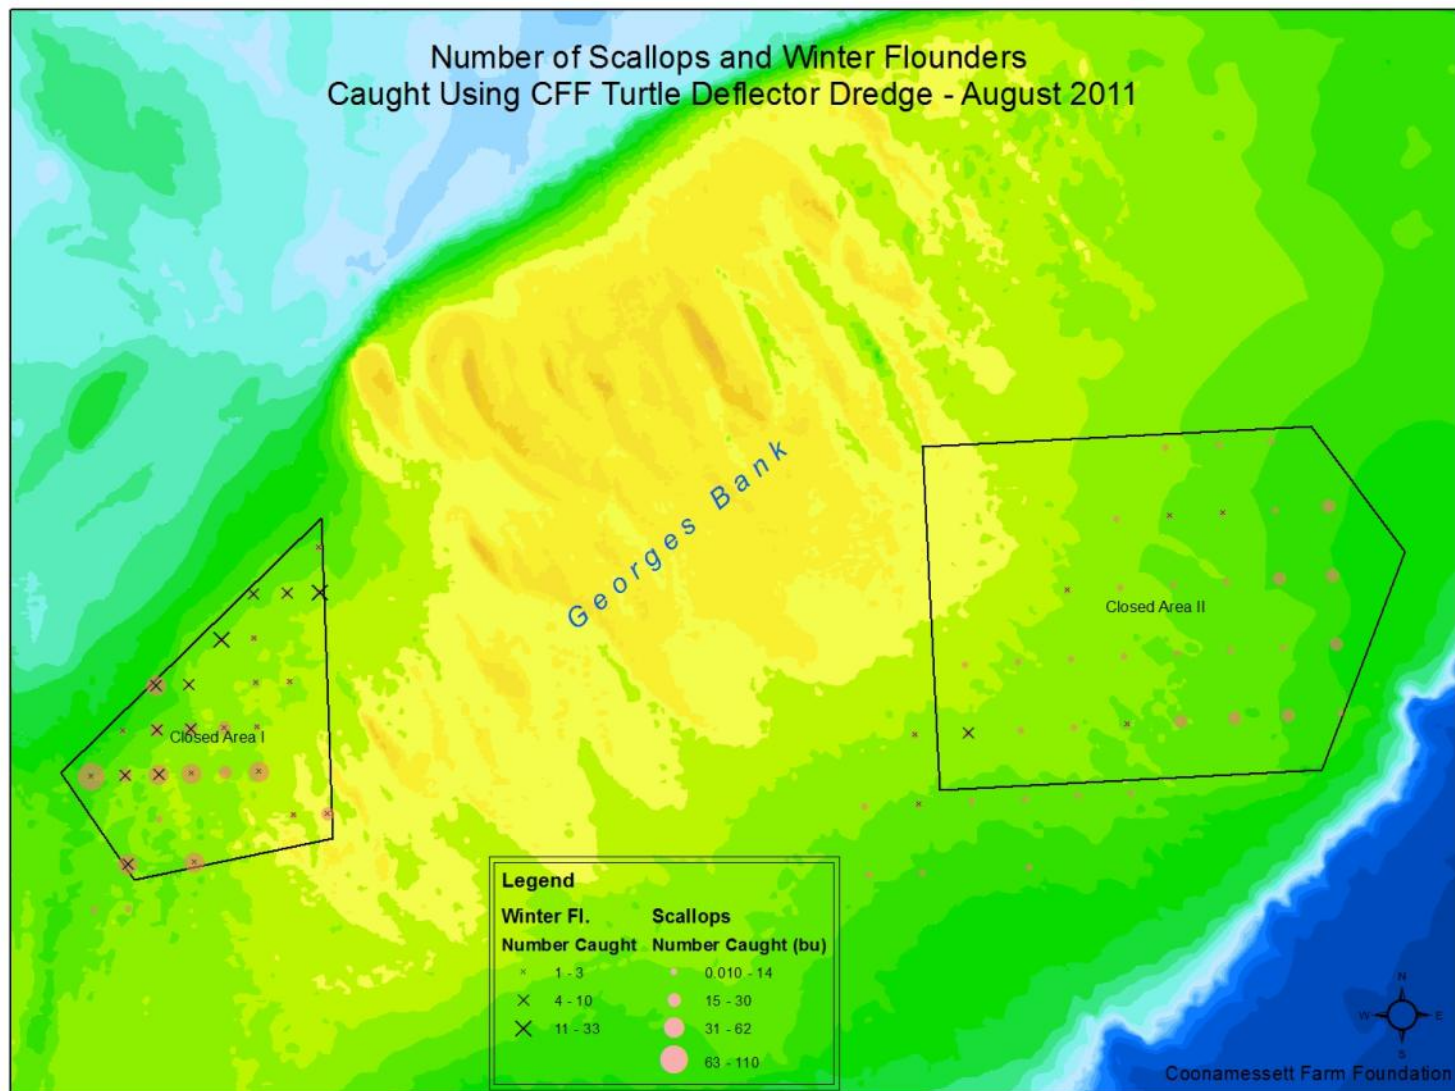 Number of Scallops and Winter Flounders
Caught Using CFF Turtle Deflector Dredge - August 2011
Georges Bank
Closed Area II
Closed Area I
Legend
Winter Fl. Scallops
Number Caught Number Caught (bu)
1 - 3 0.010 - 14
4 - 10 15 - 30
11 - 33 31 - 62
63 - 110
N
W E
S
Coonamessett Farm Foundation